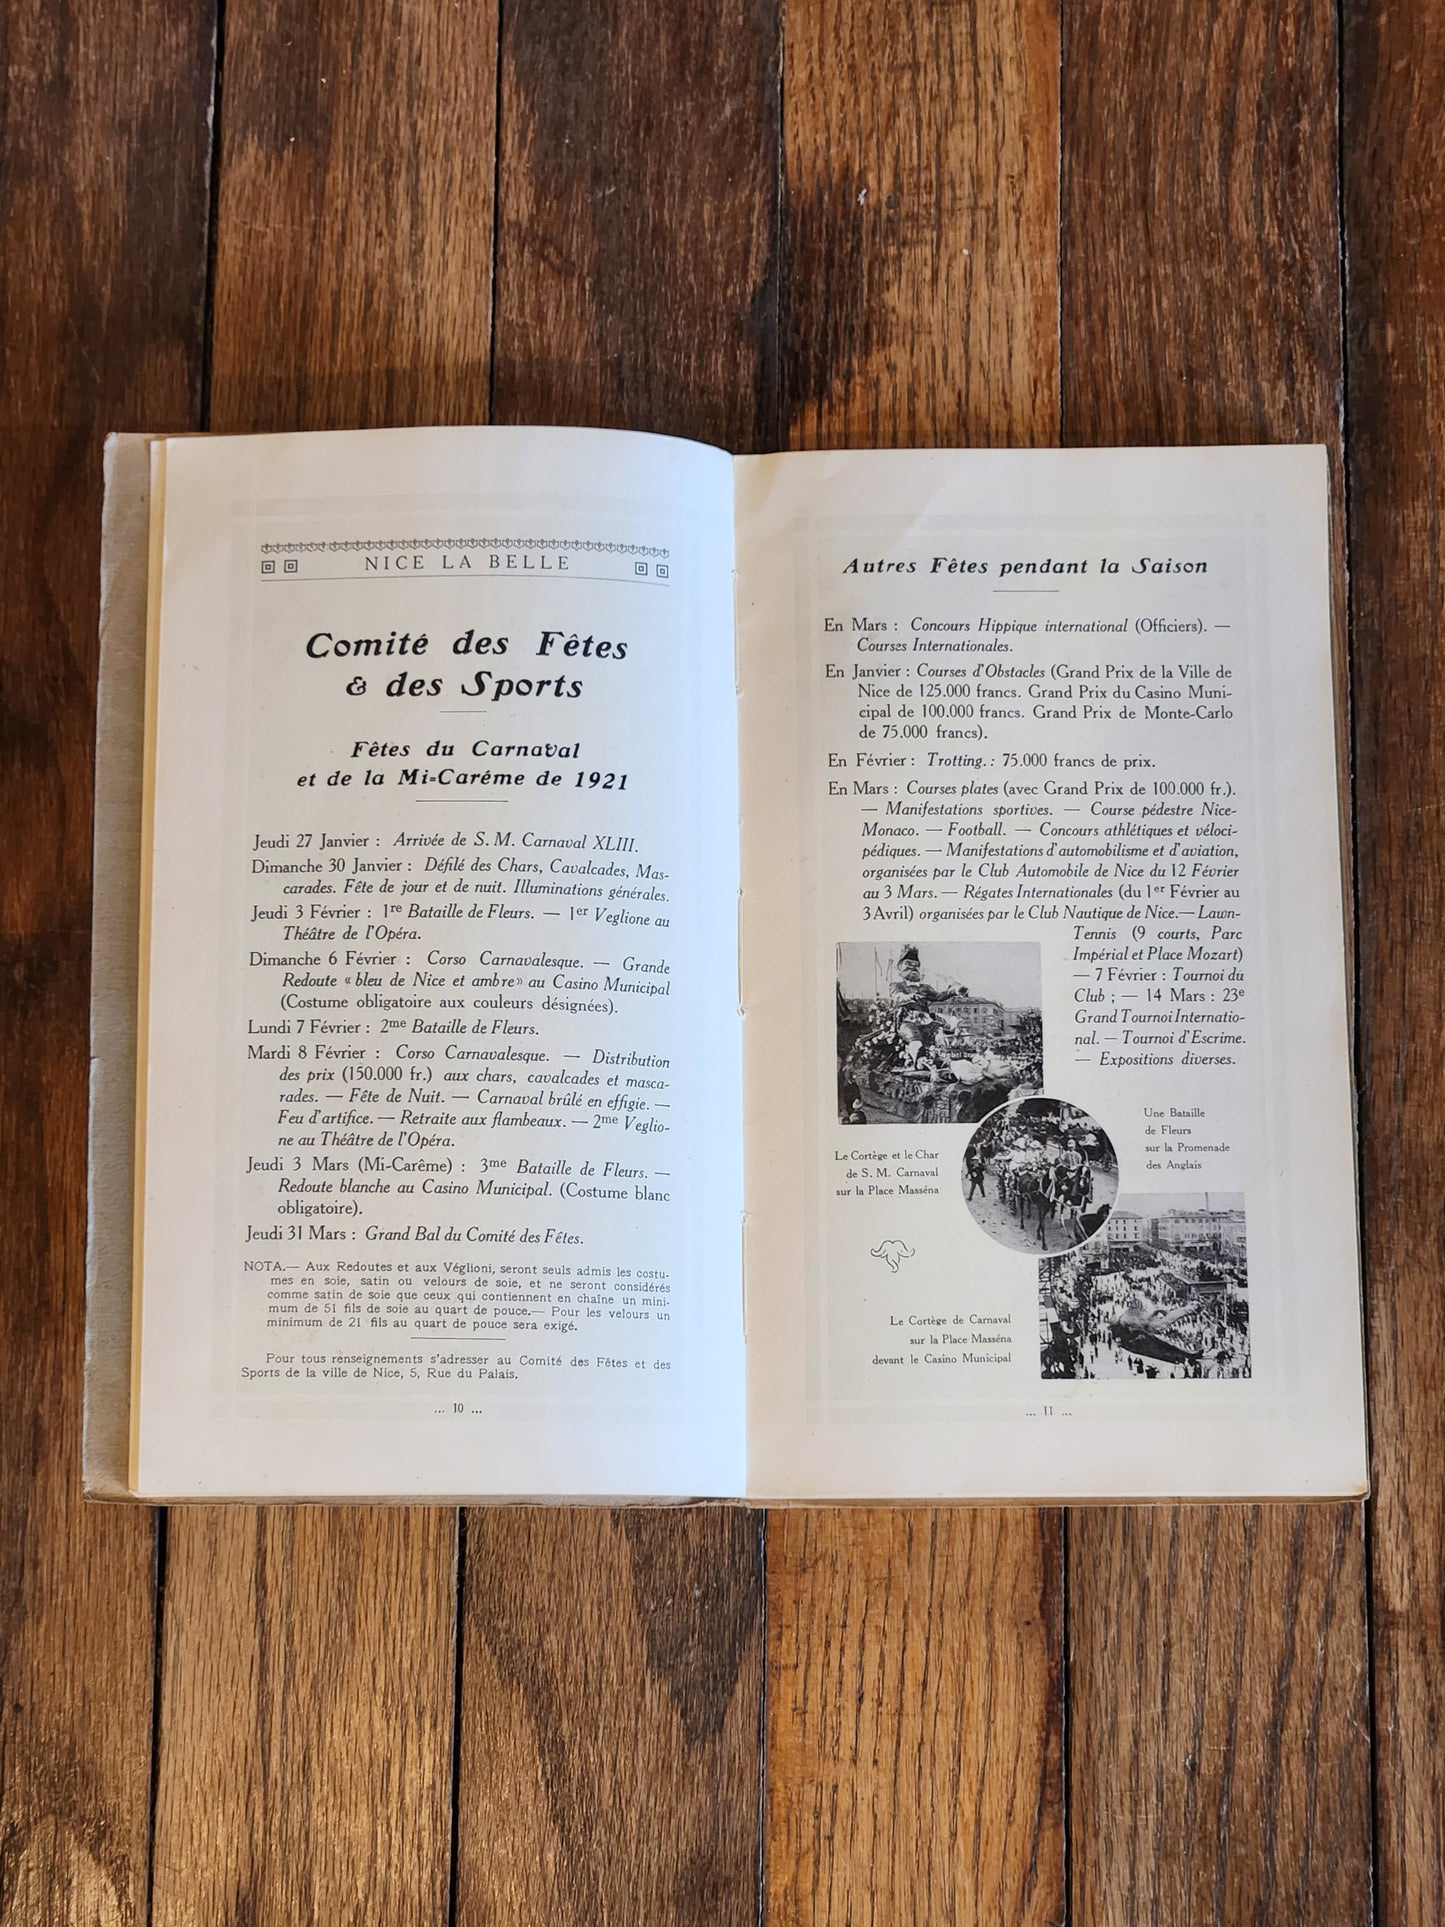 NICE LA BELLE
Comité des Fêtes
& des Sports
Fêtes du Carnaval
et de la Mi-Caréme de 1921
Jeudi 27 Janvier : Arrivée de S. M. Carnaval XLIII.
Dimanche 30 Janvier : Défilé des Chars, Cavalcades, Mas-
carades. Fête de jour et de nuit. Illuminations générales.
Jeudi 3 Février : 1re Bataille de Fleurs. — 1er Veglione au
Théâtre de l'Opéra.
Dimanche 6 Février : Corso Carnavalesque. — Grande
Redoute « bleu de Nice et ambre » au Casino Municipal
(Costume obligatoire aux couleurs désignées).
Lundi 7 Février : 2me Bataille de Fleurs.
Mardi 8 Février : Corso Carnavalesque. — Distribution
des prix (150.000 fr.) aux chars, cavalcades et masca-
rades. — Fête de Nuit. — Carnaval brûlé en effigie. —
Feu d'artifice. — Retraite aux flambeaux. — 2me Veglio-
ne au Théâtre de l'Opéra.
Jeudi 3 Mars (Mi-Carême) : 3me Bataille de Fleurs. —
Redoute blanche au Casino Municipal. (Costume blanc
obligatoire).
Jeudi 31 Mars : Grand Bal du Comité des Fêtes.
NOTA.— Aux Redoutes et aux Véglioni, seront seuls admis les costu-
mes en soie, satin ou velours de soie, et ne seront considérés
comme satin de soie que ceux qui contiennent en chaîne un mini-
mum de 51 fils de soie au quart de pouce.— Pour les velours un
minimum de 21 fils au quart de pouce sera exigé.
Pour tous renseignements s'adresser au Comité des Fêtes et des
Sports de la ville de Nice, 5, Rue du Palais.
... 10 ...
Autres Fêtes pendant la Saison
En Mars : Concours Hippique international (Officiers). —
Courses Internationales.
En Janvier : Courses d'Obstacles (Grand Prix de la Ville de
Nice de 125.000 francs. Grand Prix du Casino Muni-
cipal de 100.000 francs. Grand Prix de Monte-Carlo
de 75.000 francs).
En Février : Trotting. : 75.000 francs de prix.
En Mars : Courses plates (avec Grand Prix de 100.000 fr.).
— Manifestations sportives. — Course pédestre Nice-
Monaco. — Football. — Concours athlétiques et véloci-
pédiques. — Manifestations d'automobilisme et d'aviation,
organisées par le Club Automobile de Nice du 12 Février
au 3 Mars. — Régates Internationales (du 1er Février au
3 Avril) organisées par le Club Nautique de Nice.— Lawn-
Tennis (9 courts, Parc
Impérial et Place Mozart)
— 7 Février : Tournoi du
Club ; — 14 Mars : 23e
Grand Tournoi Internatio-
nal. — Tournoi d'Escrime.
— Expositions diverses.
Une Bataille
de Fleurs
sur la Promenade
des Anglais
Le Cortège et le Char
de S. M. Carnaval
sur la Place Masséna
Le Cortège de Carnaval
sur la Place Masséna
devant le Casino Municipal
... 11 ...